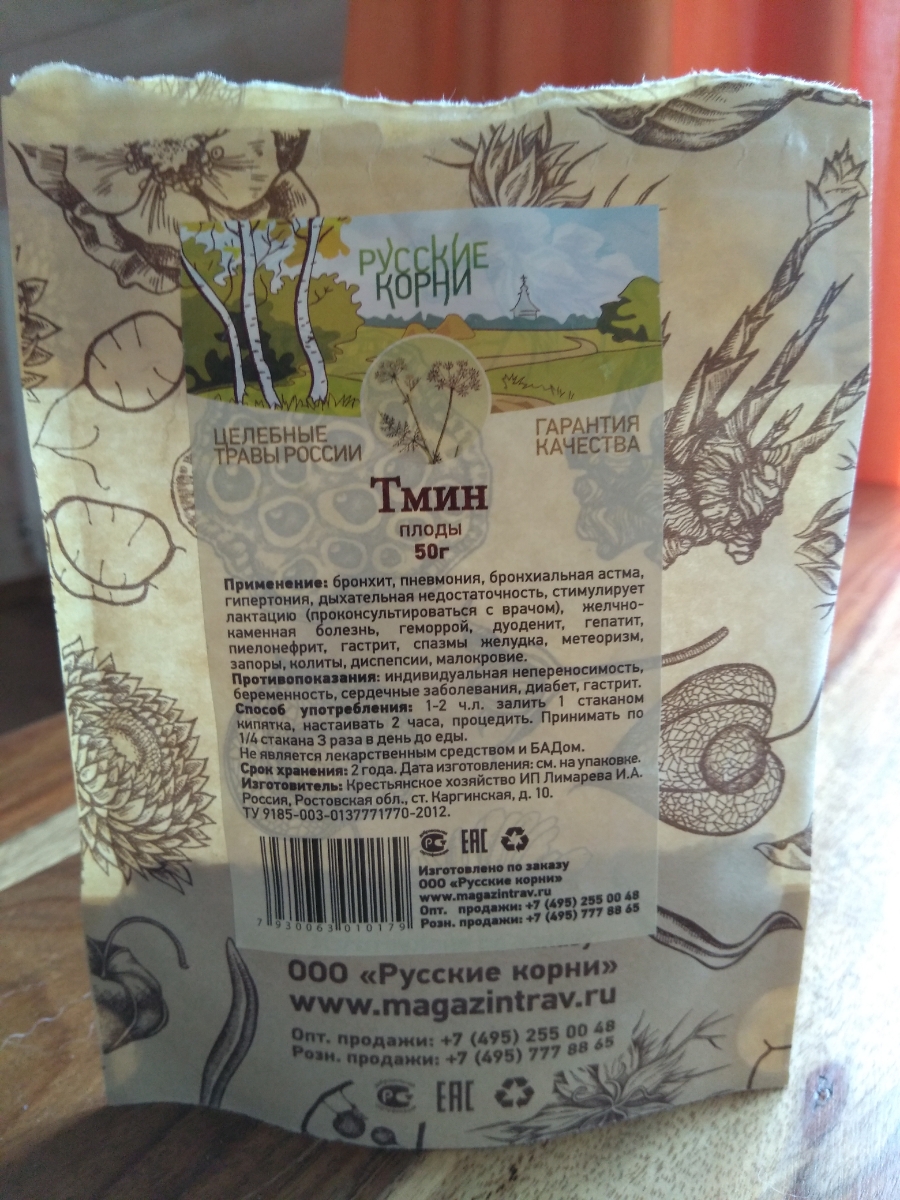 РУССКИЕ
КОРНИ
ЦЕЛЕБНЫЕ
ТРАВЫ РОССИИ
ГАРАНТИЯ
КАЧЕСТВА
Тмин
плоды
50г
Применение: бронхит, пневмония, бронхиальная астма,
гипертония, дыхательная недостаточность, стимулирует
лактацию (проконсультироваться с врачом), желчно-
каменная болезнь, геморрой, дуоденит, гепатит,
пиелонефрит, гастрит, спазмы желудка, метеоризм,
запоры, колиты, диспепсии, малокровие.
Противопоказания: индивидуальная непереносимость,
беременность, сердечные заболевания, диабет, гастрит.
Способ употребления: 1-2 ч.л. залить 1 стаканом
кипятка, настаивать 2 часа, процедить. Принимать по
1/4 стакана 3 раза в день до еды.
Не является лекарственным средством и БАДом.
Срок хранения: 2 года. Дата изготовления: см. на упаковке.
Изготовитель: Крестьянское хозяйство ИП Лимарева И.А.
Россия, Ростовская обл., ст. Каргинская, д. 10.
ТУ 9185-003-0137771770-2012.
РС ЕАС
Изготовлено по заказу
ООО «Русские корни»
www.magazintrav.ru
Опт. продажи: +7 (495) 255 00 48
Розн. продажи: +7 (495) 777 88 65
7 930063 010179
ООО «Русские корни»
www.magazintrav.ru
Опт. продажи: +7 (495) 255 00 48
Розн. продажи: +7 (495) 777 88 65
РС ЕАС